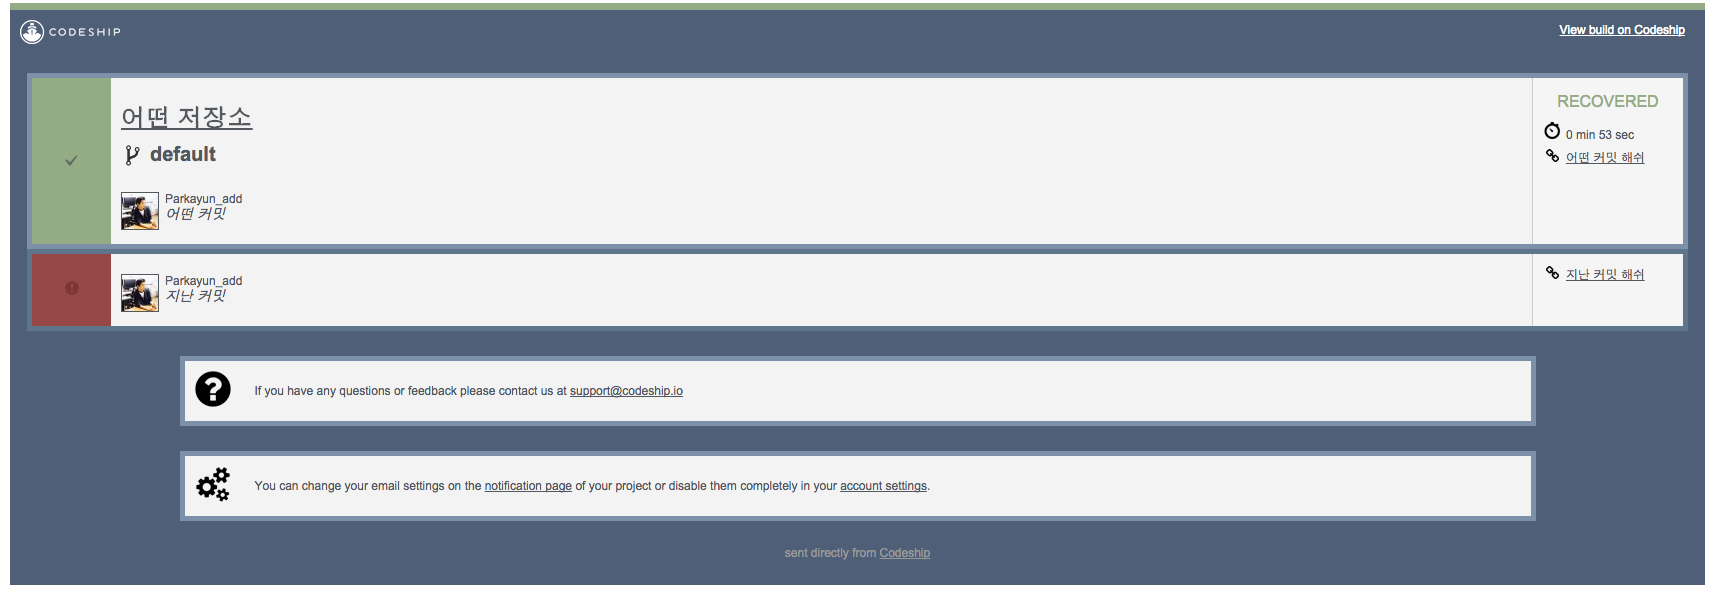 CODESHIP
View build on Codeship
어떤 저장소
default
Parkayun_add
어떤 커밋
RECOVERED
0 min 53 sec
어떤 커밋 해쉬
Parkayun_add
지난 커밋
지난 커밋 해쉬
If you have any questions or feedback please contact us at support@codeship.io
You can change your email settings on the notification page of your project or disable them completely in your account settings.
sent directly from Codeship